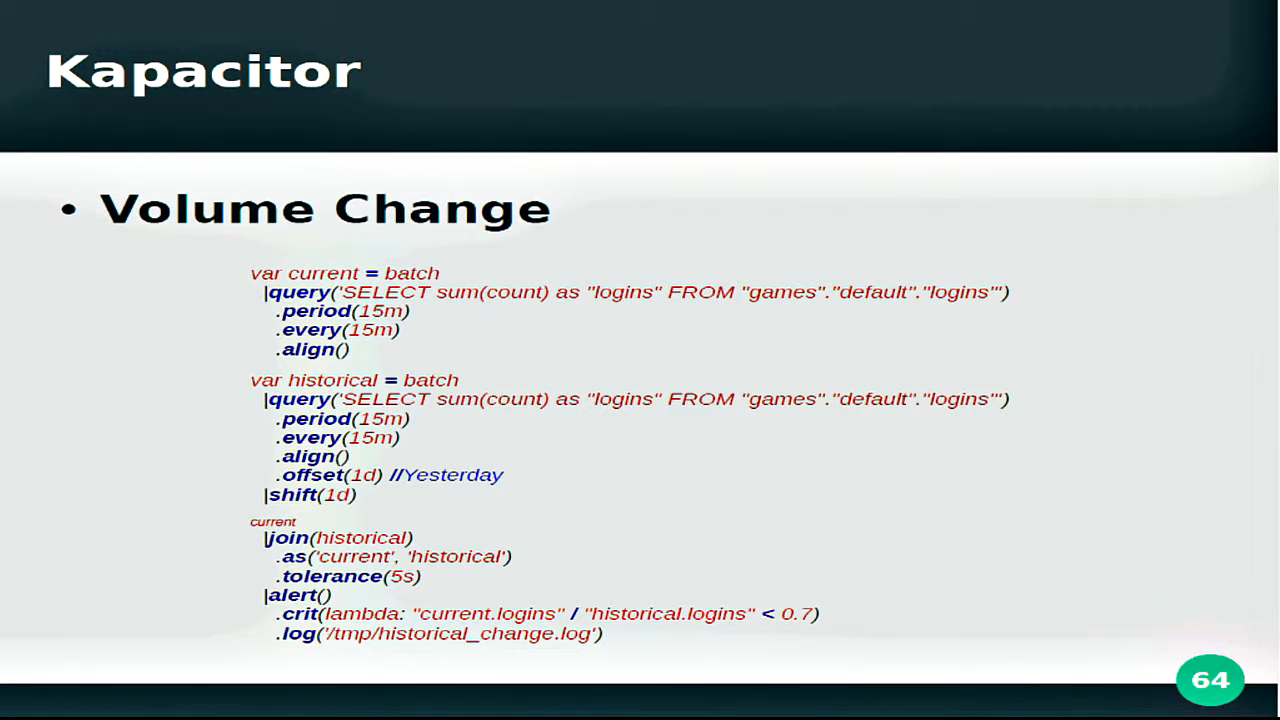 Kapacitor
• Volume Change
var current = batch
|query('SELECT sum(count) as "logins" FROM "games"."default"."logins"')
.period(15m)
.every(15m)
.align()
var historical = batch
|query('SELECT sum(count) as "logins" FROM "games"."default"."logins"')
.period(15m)
.every(15m)
.align()
.offset(1d) //Yesterday
|shift(1d)
current
|join(historical)
.as('current', 'historical')
.tolerance(5s)
|alert()
.crit(lambda: "current.logins" / "historical.logins" < 0.7)
.log('/tmp/historical_change.log')
64